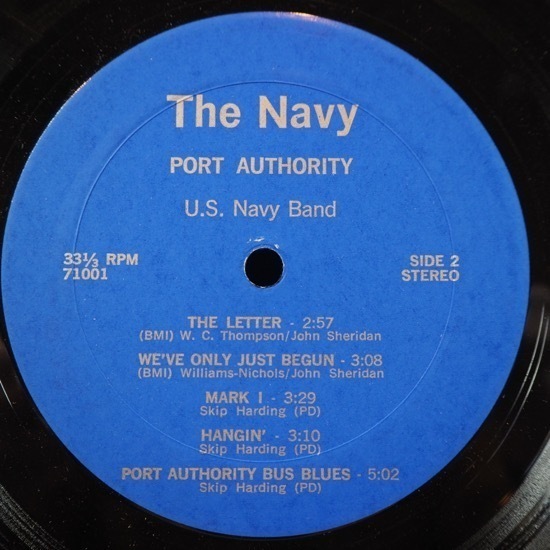 The Navy
PORT AUTHORITY
U.S. Navy Band
33⅓ RPM
71001
SIDE 2
STEREO
THE LETTER - 2:57
(BMI) W. C. Thompson/John Sheridan
WE'VE ONLY JUST BEGUN - 3:08
(BMI) Williams-Nichols/John Sheridan
MARK I - 3:29
Skip Harding (PD)
HANGIN' - 3:10
Skip Harding (PD)
PORT AUTHORITY BUS BLUES - 5:02
Skip Harding (PD)